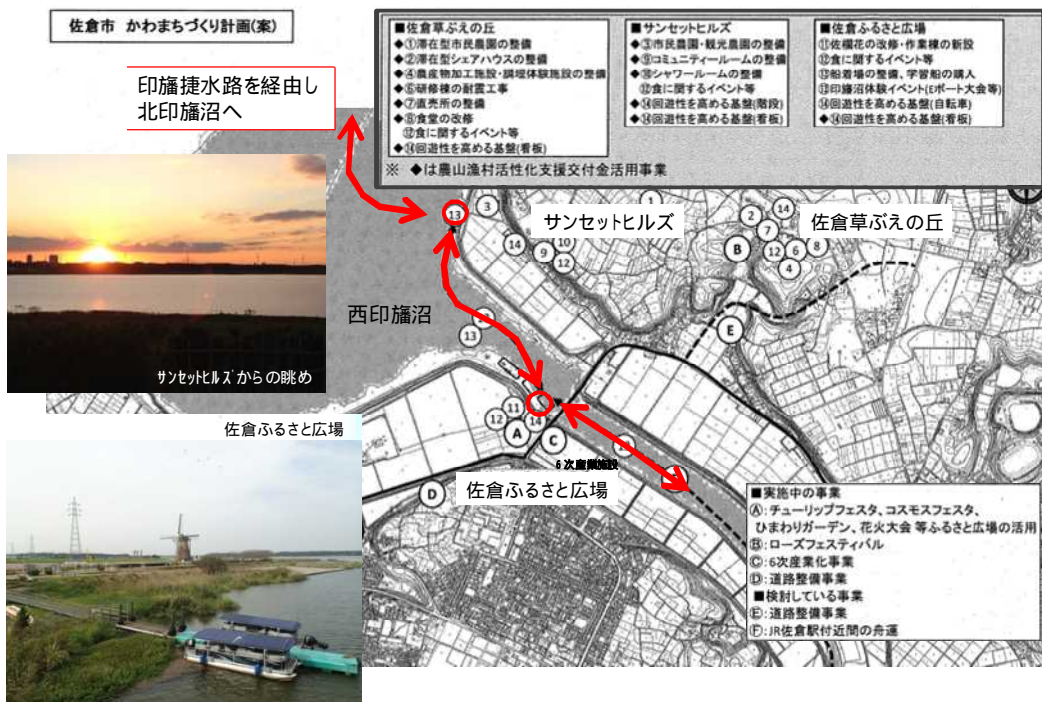 佐倉市 かわまちづくり計画(案)
■佐倉草ぶえの丘
◆①滞在型市民農園の整備
◆②滞在型シェアハウスの整備
◆④農産物加工施設・調理体験施設の整備
◆⑥研修棟の耐震工事
◆⑦直売所の整備
◆⑧食堂の改修
⑫食に関するイベント等
◆⑭回遊性を高める基盤(看板)
■サンセットヒルズ
◆③市民農園・観光農園の整備
◆⑨コミュニティールームの整備
◆⑩シャワールームの整備
⑫食に関するイベント等
◆⑭回遊性を高める基盤(階段)
◆⑭回遊性を高める基盤(看板)
■佐倉ふるさと広場
⑪佐蘭花の改修・作業棟の新設
⑫食に関するイベント等
⑬船着場の整備、学習船の購入
⑬印旛沼体験イベント(Eボート大会等)
⑭回遊性を高める基盤(自転車)
⑭回遊性を高める基盤(看板)
※ ◆は農山漁村活性化支援交付金活用事業
印旛捷水路を経由し
北印旛沼へ
サンセットヒルズからの眺め
佐倉ふるさと広場
サンセットヒルズ
佐倉草ぶえの丘
西印旛沼
13
3
1
2
14
7
12
6
8
4
B
14
9
10
12
E
13
11
12
14
A
C
D
6次産業施設
佐倉ふるさと広場
■実施中の事業
Ⓐ:チューリップフェスタ、コスモスフェスタ、
ひまわりガーデン、花火大会 等ふるさと広場の活用
Ⓑ:ローズフェスティバル
Ⓒ:6次産業化事業
Ⓓ:道路整備事業
■検討している事業
Ⓔ:道路整備事業
Ⓕ:JR佐倉駅付近間の舟運